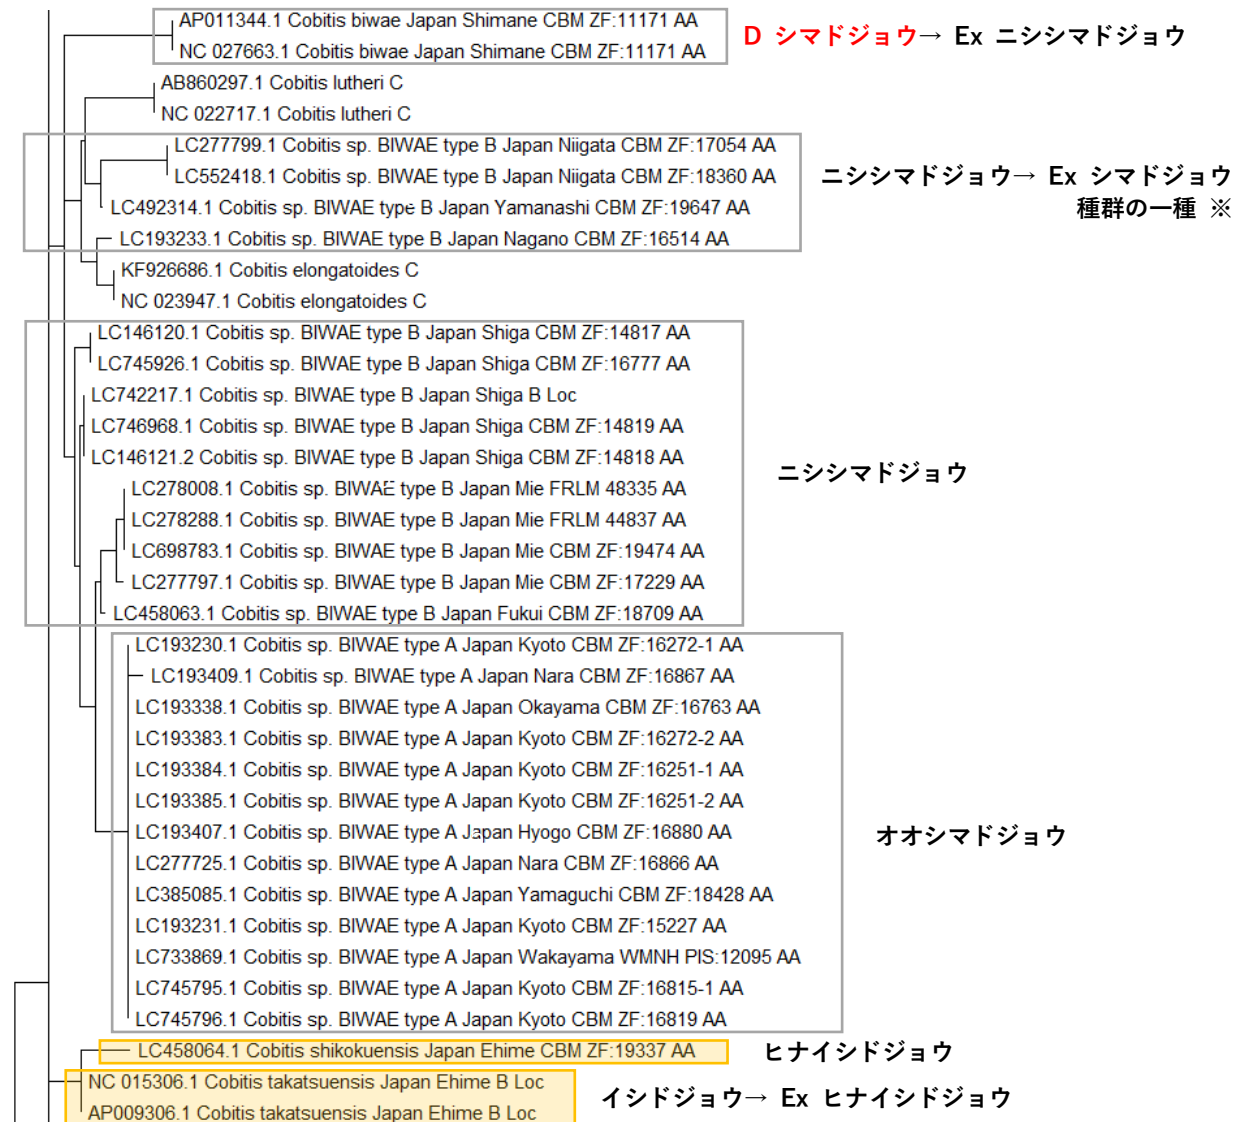 AP011344.1 Cobitis biwae Japan Shimane CBM ZF:11171 AA
NC 027663.1 Cobitis biwae Japan Shimane CBM ZF:11171 AA
D シマドジョウ→ Ex ニシシマドジョウ
AB860297.1 Cobitis lutheri C
NC 022717.1 Cobitis lutheri C
LC277799.1 Cobitis sp. BIWAE type B Japan Niigata CBM ZF:17054 AA
LC552418.1 Cobitis sp. BIWAE type B Japan Niigata CBM ZF:18360 AA
LC492314.1 Cobitis sp. BIWAE type B Japan Yamanashi CBM ZF:19647 AA
LC193233.1 Cobitis sp. BIWAE type B Japan Nagano CBM ZF:16514 AA
ニシシマドジョウ→ Ex シマドジョウ
種群の一種 ※
KF926686.1 Cobitis elongatoides C
NC 023947.1 Cobitis elongatoides C
LC146120.1 Cobitis sp. BIWAE type B Japan Shiga CBM ZF:14817 AA
LC745926.1 Cobitis sp. BIWAE type B Japan Shiga CBM ZF:16777 AA
LC742217.1 Cobitis sp. BIWAE type B Japan Shiga B Loc
LC746968.1 Cobitis sp. BIWAE type B Japan Shiga CBM ZF:14819 AA
LC146121.2 Cobitis sp. BIWAE type B Japan Shiga CBM ZF:14818 AA
LC278008.1 Cobitis sp. BIWAE type B Japan Mie FRLM 48335 AA
LC278288.1 Cobitis sp. BIWAE type B Japan Mie FRLM 44837 AA
LC698783.1 Cobitis sp. BIWAE type B Japan Mie CBM ZF:19474 AA
LC277797.1 Cobitis sp. BIWAE type B Japan Mie CBM ZF:17229 AA
LC458063.1 Cobitis sp. BIWAE type B Japan Fukui CBM ZF:18709 AA
ニシシマドジョウ
LC193230.1 Cobitis sp. BIWAE type A Japan Kyoto CBM ZF:16272-1 AA
LC193409.1 Cobitis sp. BIWAE type A Japan Nara CBM ZF:16867 AA
LC193338.1 Cobitis sp. BIWAE type A Japan Okayama CBM ZF:16763 AA
LC193383.1 Cobitis sp. BIWAE type A Japan Kyoto CBM ZF:16272-2 AA
LC193384.1 Cobitis sp. BIWAE type A Japan Kyoto CBM ZF:16251-1 AA
LC193385.1 Cobitis sp. BIWAE type A Japan Kyoto CBM ZF:16251-2 AA
LC193407.1 Cobitis sp. BIWAE type A Japan Hyogo CBM ZF:16880 AA
LC277725.1 Cobitis sp. BIWAE type A Japan Nara CBM ZF:16866 AA
LC385085.1 Cobitis sp. BIWAE type A Japan Yamaguchi CBM ZF:18428 AA
LC193231.1 Cobitis sp. BIWAE type A Japan Kyoto CBM ZF:15227 AA
LC733869.1 Cobitis sp. BIWAE type A Japan Wakayama WMNH PIS:12095 AA
LC745795.1 Cobitis sp. BIWAE type A Japan Kyoto CBM ZF:16815-1 AA
LC745796.1 Cobitis sp. BIWAE type A Japan Kyoto CBM ZF:16819 AA
オオシマドジョウ
LC458064.1 Cobitis shikokuensis Japan Ehime CBM ZF:19337 AA
ヒナイシドジョウ
NC 015306.1 Cobitis takatsuensis Japan Ehime B Loc
AP009306.1 Cobitis takatsuensis Japan Ehime B Loc
イシドジョウ→ Ex ヒナイシドジョウ